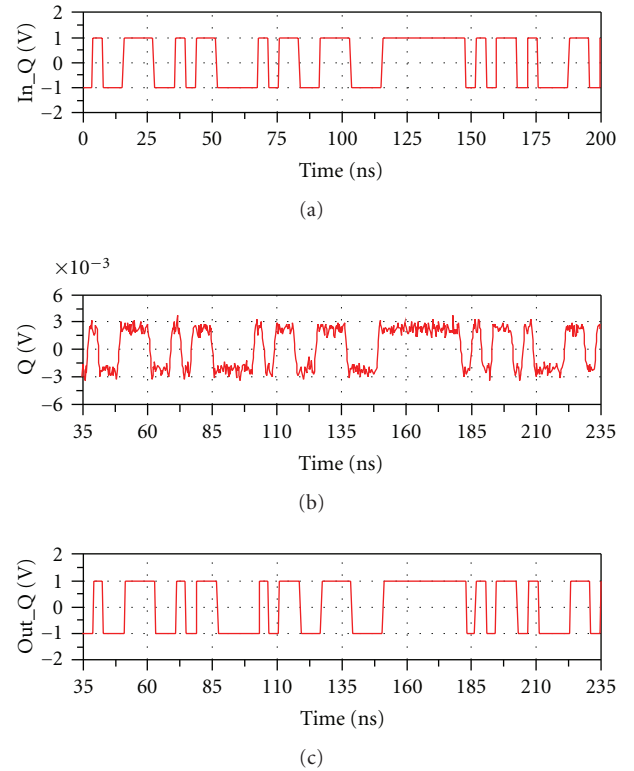 In_Q (V)
2
1
0
−1
−2
0 25 50 75 100 125 150 175 200
Time (ns)
(a)
×10−3
Q (V)
6
3
0
−3
−6
35 60 85 110 135 160 185 210 235
Time (ns)
(b)
Out_Q (V)
2
1
0
−1
−2
35 60 85 110 135 160 185 210 235
Time (ns)
(c)